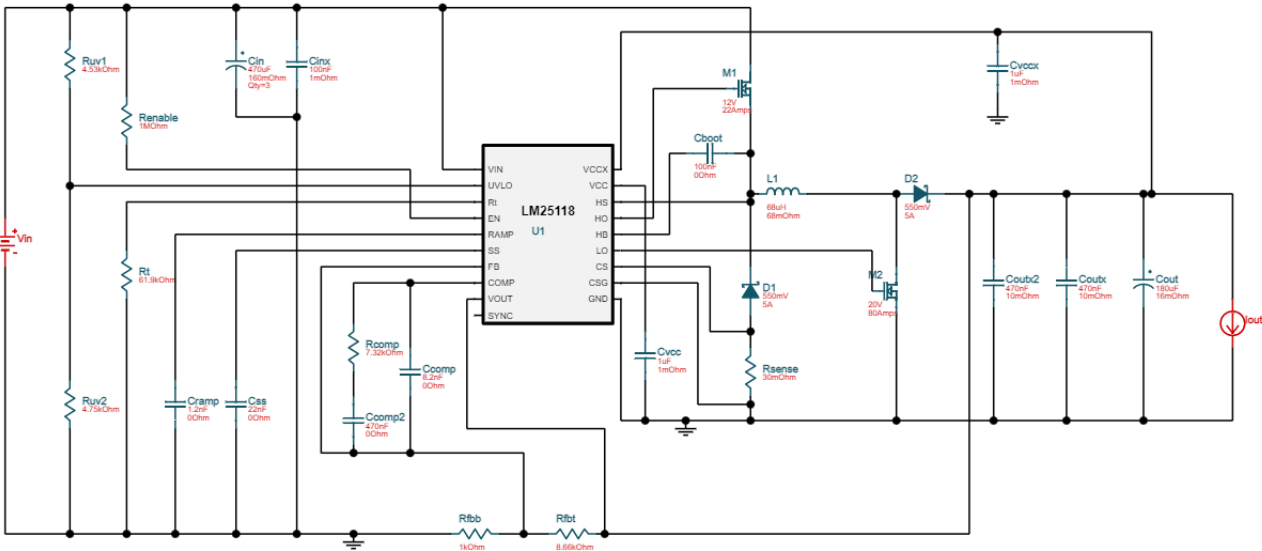 Ruv1
4.53kOhm
Renable
1MOhm
Cin
470uF
160mOhm
Qty=3
Cinx
100nF
1mOhm
M1
12V
22Amps
Cvccx
1uF
1mOhm
Cboot
100nF
0Ohm
VIN
UVLO
Rt
EN
RAMP
SS
FB
COMP
VOUT
SYNC
LM25118
U1
VCCX
VCC
HS
HO
HB
LO
CS
CSG
GND
L1
68uH
68mOhm
D2
550mV
5A
Vin
+
-
Rt
61.9kOhm
D1
550mV
5A
M2
20V
80Amps
Coutx2
470nF
10mOhm
Coutx
470nF
10mOhm
Cout
180uF
16mOhm
Iout
Rcomp
7.32kOhm
Ccomp
8.2nF
0Ohm
Ccomp2
470nF
0Ohm
Cvcc
1uF
1mOhm
Rsense
30mOhm
Ruv2
4.75kOhm
Cramp
1.2nF
0Ohm
Css
22nF
0Ohm
Rfbb
1kOhm
Rfbt
8.66kOhm